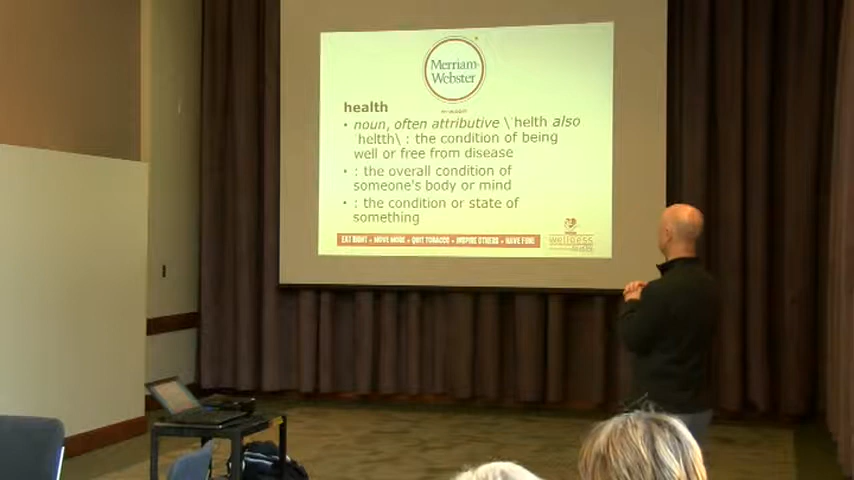 Merriam-
Webster
health
• noun, often attributive \ˈhelth also
ˈheltth\ : the condition of being
well or free from disease
• : the overall condition of
someone's body or mind
• : the condition or state of
something
EAT RIGHT • MOVE MORE • QUIT TOBACCO • INSPIRE OTHERS • HAVE FUN!
wellness